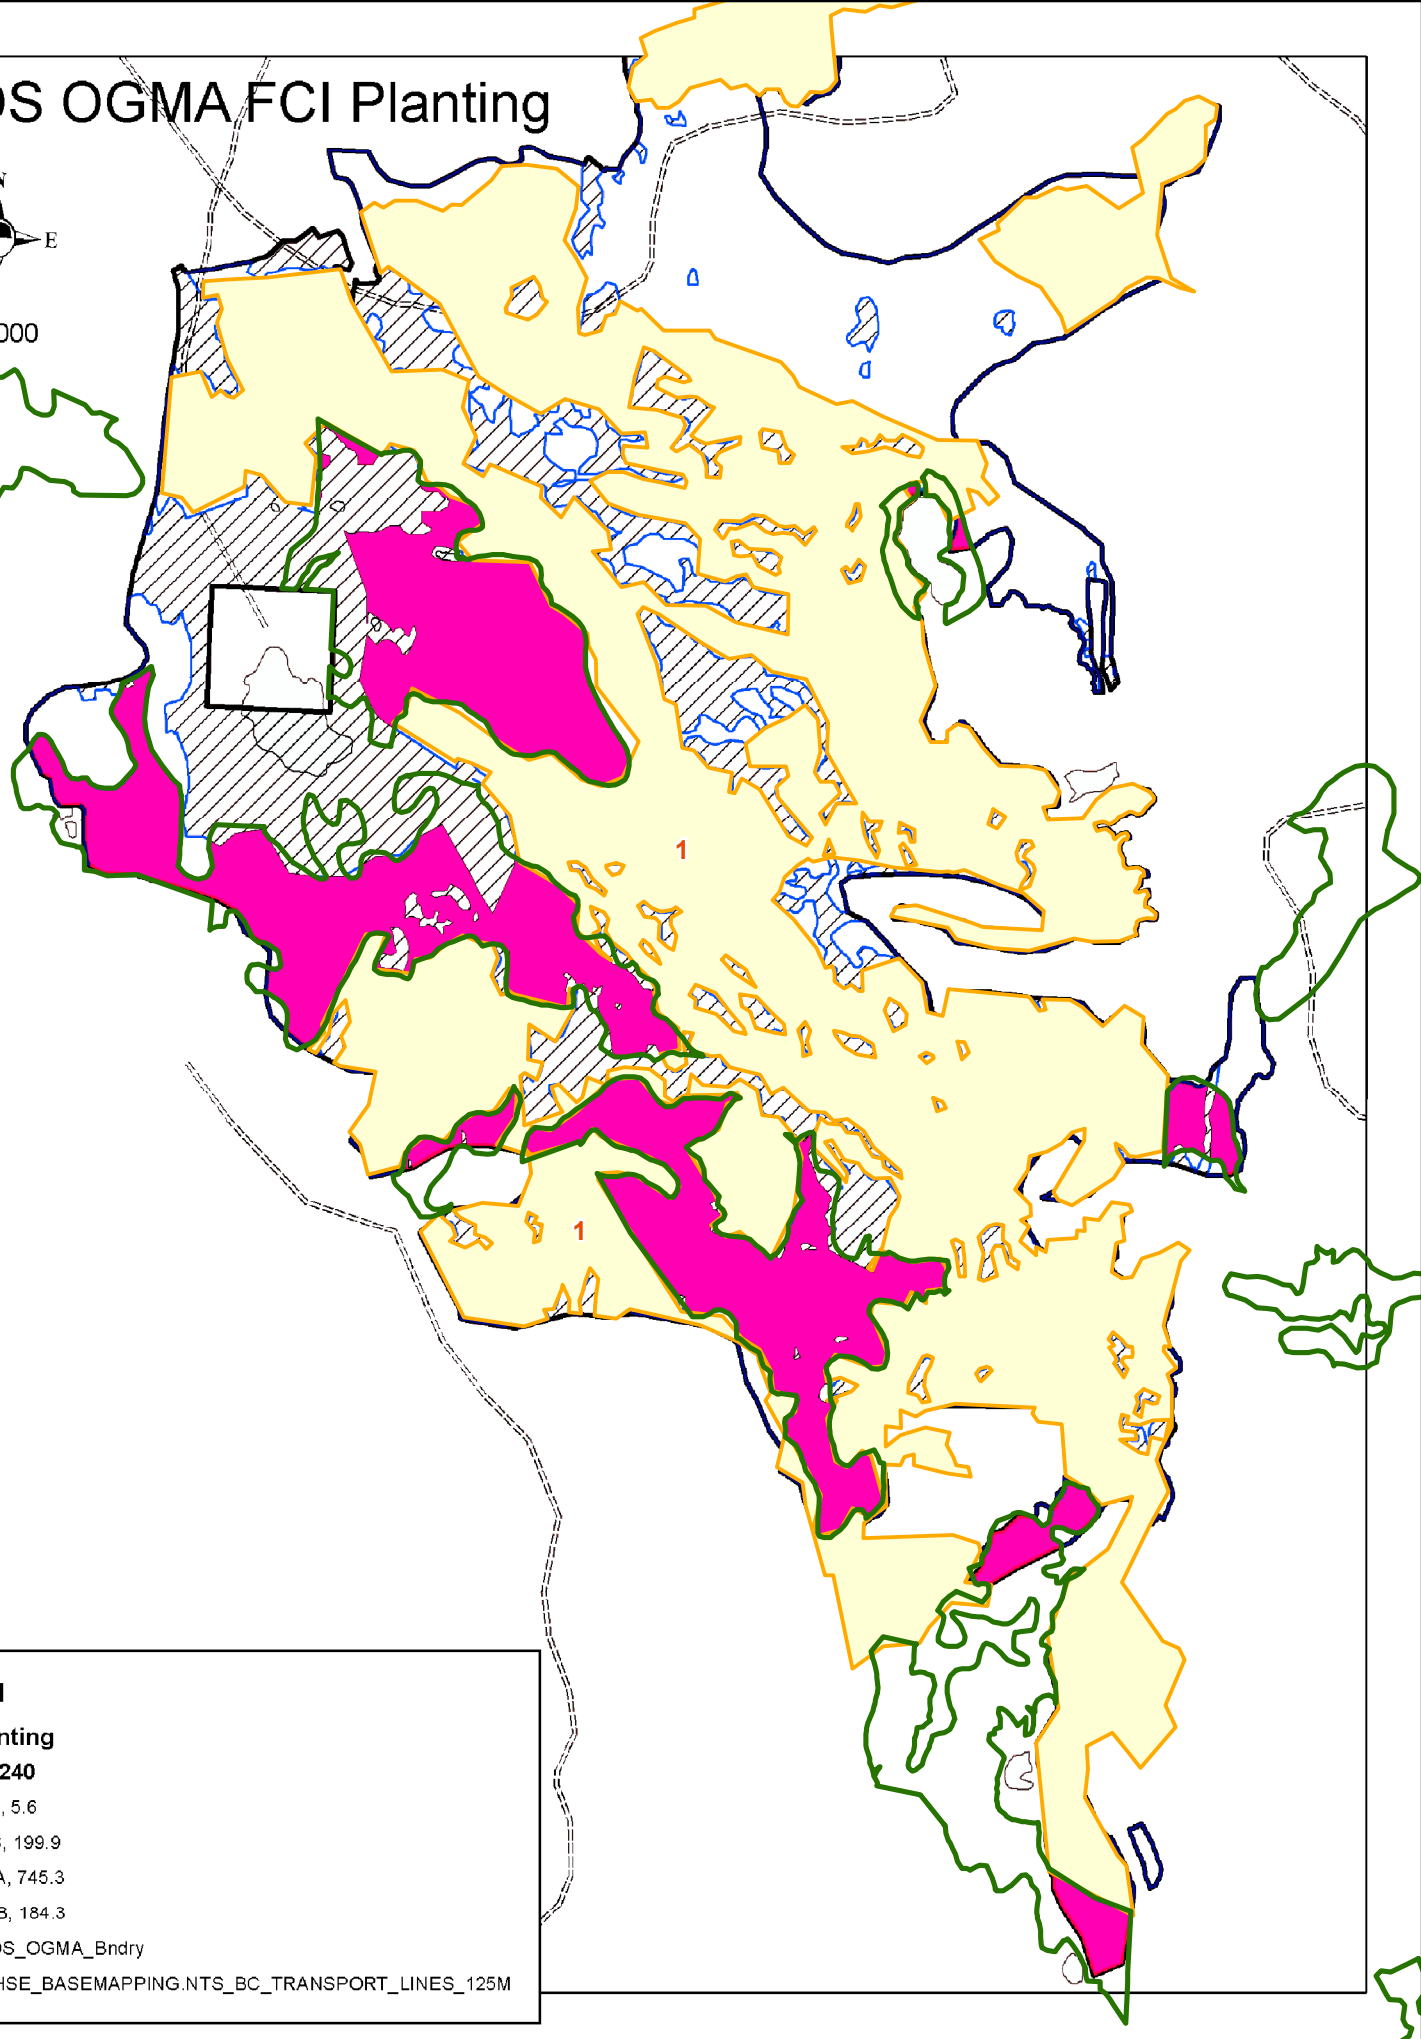 OS OGMA FCI Planting
N
E
000
1
1
nting
240
, 5.6
, 199.9
A, 745.3
B, 184.3
OS_OGMA_Bndry
HSE_BASEMAPPING.NTS_BC_TRANSPORT_LINES_125M